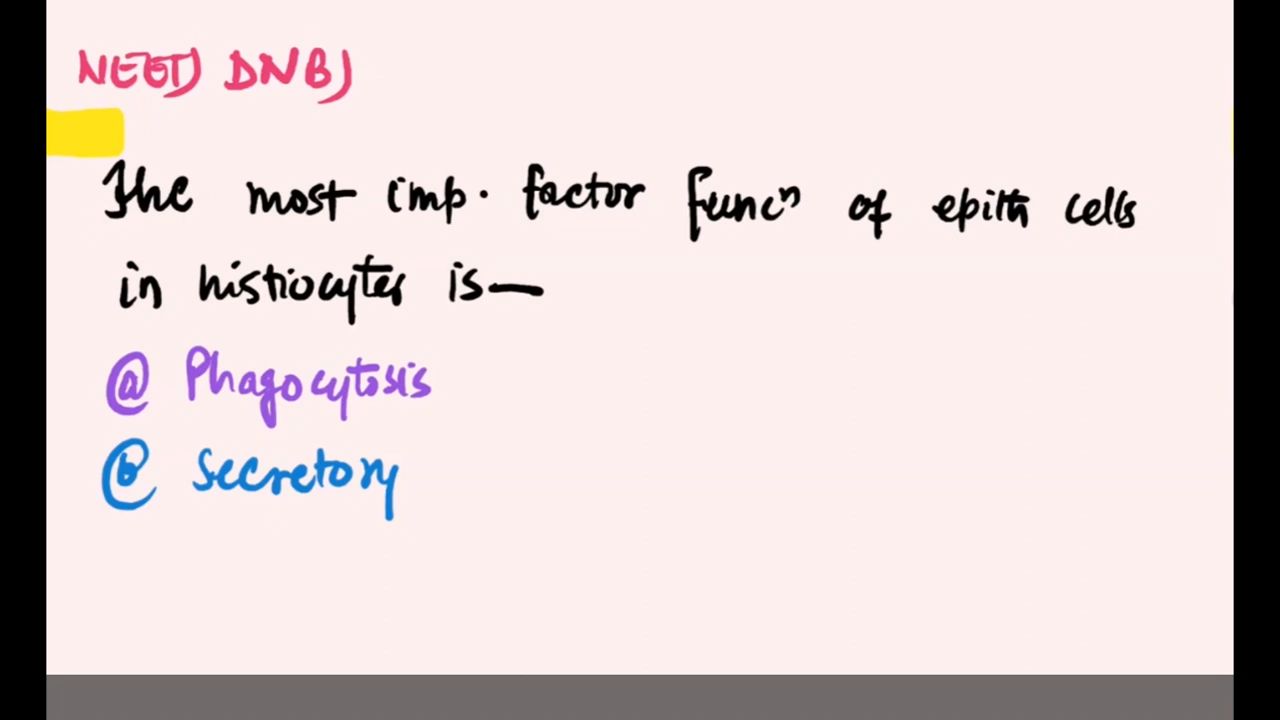 NEET) DNB)
The most imp. factor funcⁿ of epith cells
in histiocytes is—
@ Phagocytosis
ⓑ Secretory